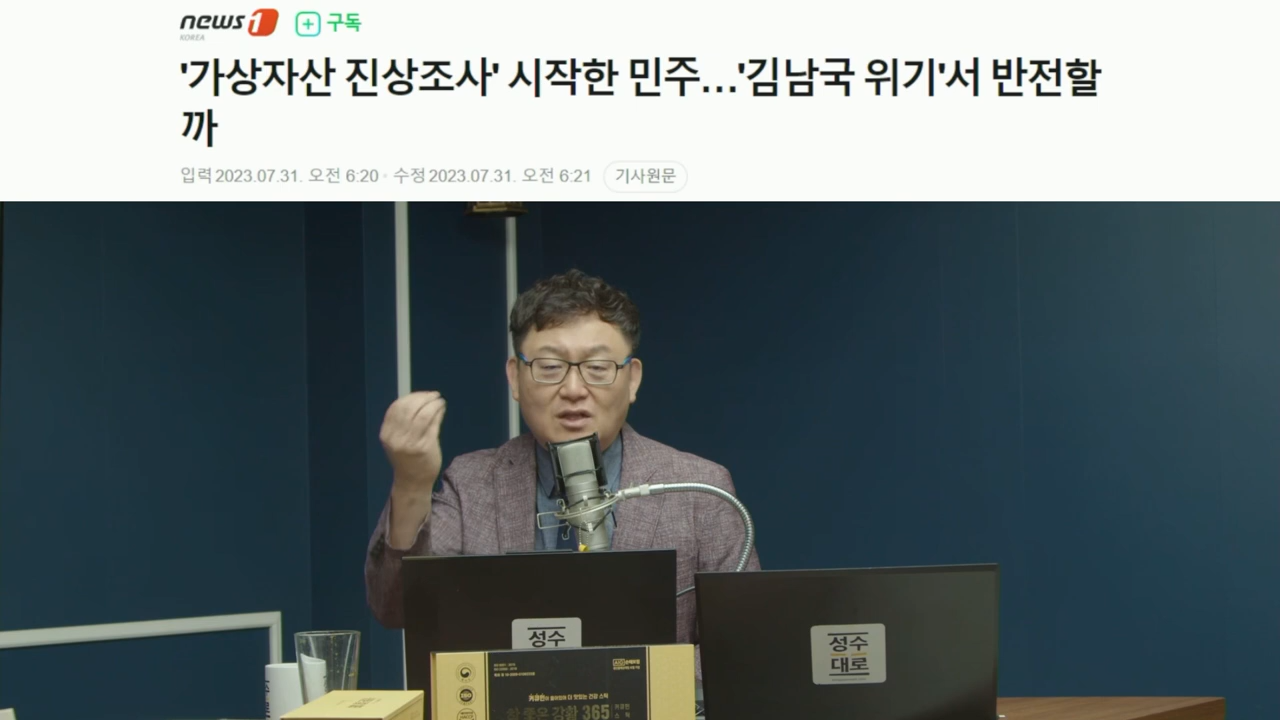 news1
KOREA
구독
'가상자산 진상조사' 시작한 민주…'김남국 위기'서 반전할
까
입력 2023.07.31. 오전 6:20 · 수정 2023.07.31. 오전 6:21 기사원문
성수
성수
대로
365